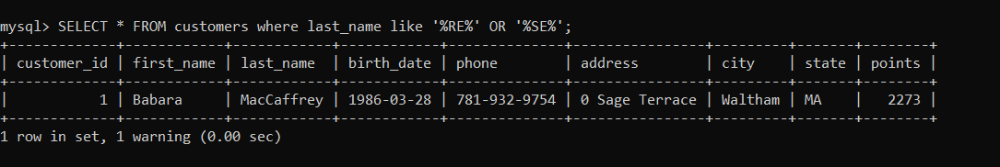 mysql> SELECT * FROM customers where last_name like '%RE%' OR '%SE%';
+-------------+------------+------------+------------+--------------+----------------+---------+-------+--------+
| customer_id | first_name | last_name  | birth_date | phone        | address        | city    | state | points |
+-------------+------------+------------+------------+--------------+----------------+---------+-------+--------+
|           1 | Babara     | MacCaffrey | 1986-03-28 | 781-932-9754 | 0 Sage Terrace | Waltham | MA    |   2273 |
+-------------+------------+------------+------------+--------------+----------------+---------+-------+--------+
1 row in set, 1 warning (0.00 sec)